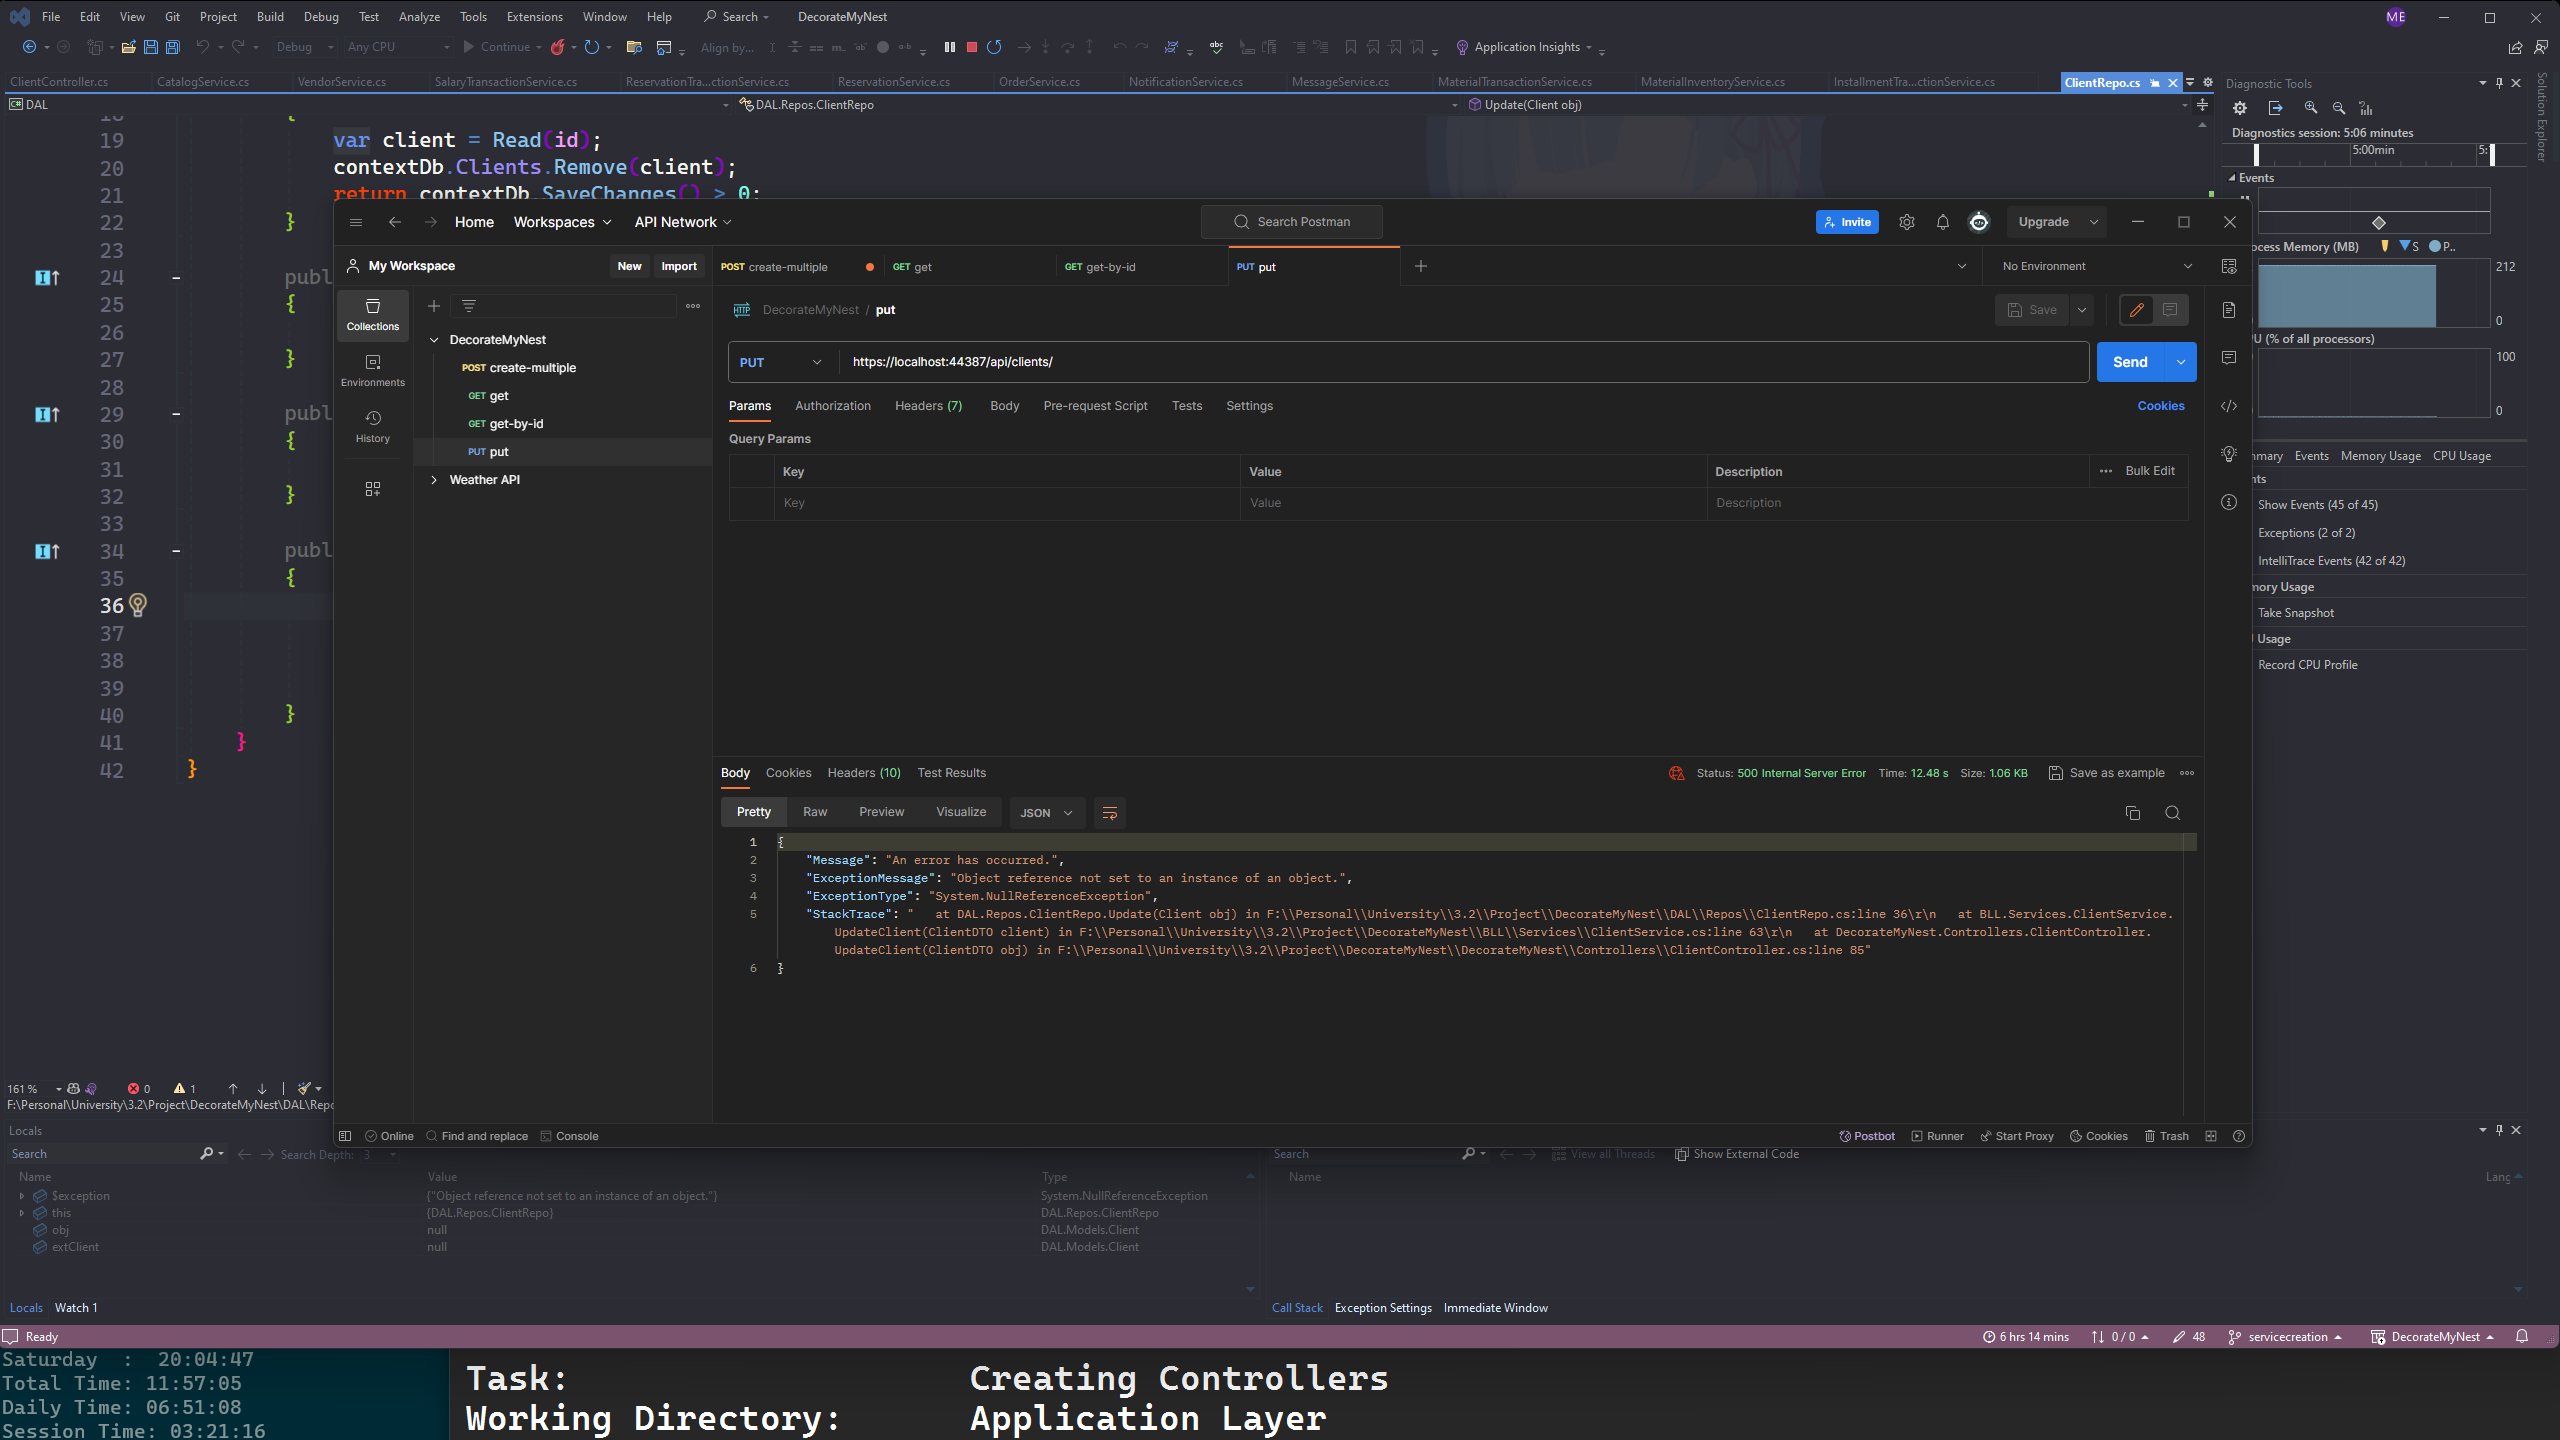 File Edit View Git Project Build Debug Test Analyze Tools Extensions Window Help Search DecorateMyNest ME
Debug Any CPU Continue Align by... Application Insights
ClientController.cs CatalogService.cs VendorService.cs SalaryTransactionService.cs ReservationTra...ctionService.cs ReservationService.cs OrderService.cs NotificationService.cs MessageService.cs MaterialTransactionService.cs MaterialInventoryService.cs InstallmentTra...ctionService.cs ClientRepo.cs
DAL DAL.Repos.ClientRepo Update(Client obj)
18 {
19 var client = Read(id);
20 contextDb.Clients.Remove(client);
21 return contextDb.SaveChanges() > 0;
22 }
23
24 publ
25 {
26
27 }
28
29 publ
30 {
31
32 }
33
34 publ
35 {
36
37
38
39
40 }
41 }
42 }
Home Workspaces API Network Search Postman Invite Upgrade
My Workspace New Import POST create-multiple GET get GET get-by-id PUT put No Environment
Collections
Environments
History
DecorateMyNest
POST create-multiple
GET get
GET get-by-id
PUT put
Weather API
HTTP DecorateMyNest / put Save
PUT https://localhost:44387/api/clients/ Send
Params Authorization Headers (7) Body Pre-request Script Tests Settings Cookies
Query Params
Key Value Description Bulk Edit
Key Value Description
Body Cookies Headers (10) Test Results Status: 500 Internal Server Error Time: 12.48 s Size: 1.06 KB Save as example
Pretty Raw Preview Visualize JSON
1 {
2 "Message": "An error has occurred.",
3 "ExceptionMessage": "Object reference not set to an instance of an object.",
4 "ExceptionType": "System.NullReferenceException",
5 "StackTrace": "   at DAL.Repos.ClientRepo.Update(Client obj) in F:\\Personal\\University\\3.2\\Project\\DecorateMyNest\\DAL\\Repos\\ClientRepo.cs:line 36\r\n   at BLL.Services.ClientService.
UpdateClient(ClientDTO client) in F:\\Personal\\University\\3.2\\Project\\DecorateMyNest\\BLL\\Services\\ClientService.cs:line 63\r\n   at DecorateMyNest.Controllers.ClientController.
UpdateClient(ClientDTO obj) in F:\\Personal\\University\\3.2\\Project\\DecorateMyNest\\DecorateMyNest\\Controllers\\ClientController.cs:line 85"
6 }
Online Find and replace Console Postbot Runner Start Proxy Cookies Trash
Diagnostic Tools
Solution Explorer
Diagnostics session: 5:06 minutes
5:00min 5:
Events
ocess Memory (MB) S P..
212
0
U (% of all processors)
100
0
mmary Events Memory Usage CPU Usage
nts
Show Events (45 of 45)
Exceptions (2 of 2)
IntelliTrace Events (42 of 42)
mory Usage
Take Snapshot
Usage
Record CPU Profile
161 % 0 1
F:\Personal\University\3.2\Project\DecorateMyNest\DAL\Repo
Locals
Search Search Depth: 3
Name Value Type
$exception {"Object reference not set to an instance of an object."} System.NullReferenceException
this {DAL.Repos.ClientRepo} DAL.Repos.ClientRepo
obj null DAL.Models.Client
extClient null DAL.Models.Client
Search View all Threads Show External Code
Name Lang
Locals Watch 1
Call Stack Exception Settings Immediate Window
Ready 6 hrs 14 mins 0 / 0 48 servicecreation DecorateMyNest
Saturday : 20:04:47
Total Time: 11:57:05
Daily Time: 06:51:08
Session Time: 03:21:16
Task: Creating Controllers
Working Directory: Application Layer